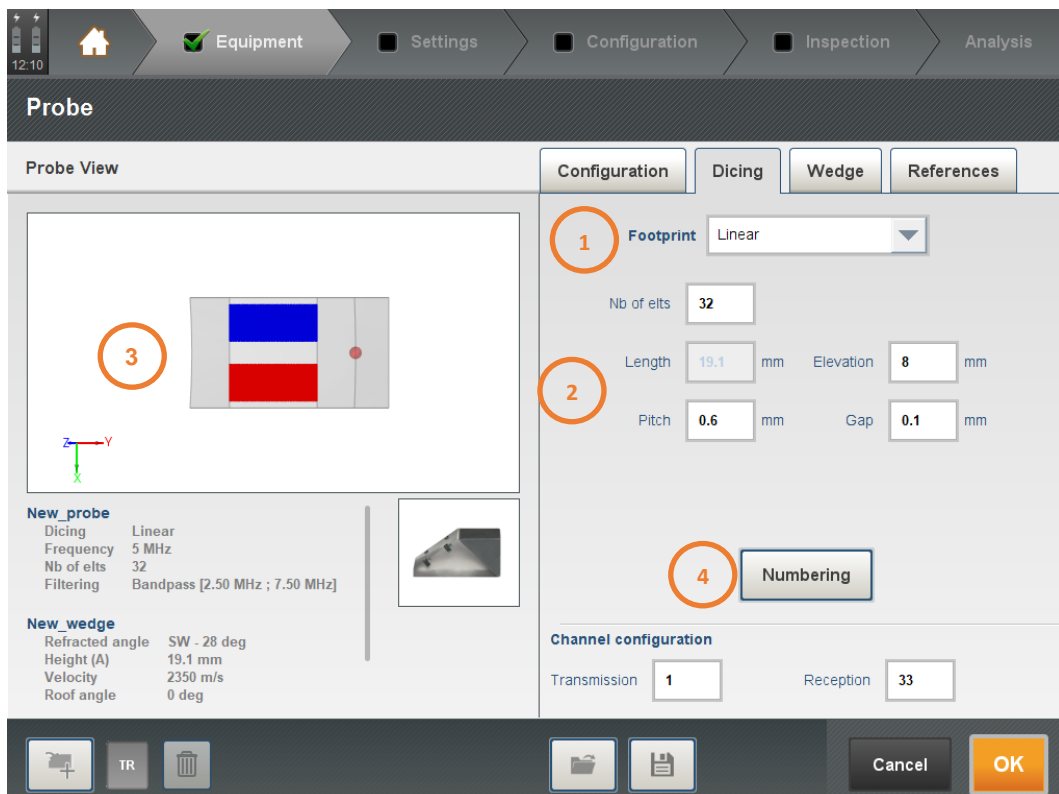 12:10
Equipment
Settings
Configuration
Inspection
Analysis
Probe
Probe View
Configuration
Dicing
Wedge
References
1
Footprint
Linear
Nb of elts 32
2
Length 19.1 mm Elevation 8 mm
Pitch 0.6 mm Gap 0.1 mm
3
Z Y
X
New_probe
Dicing Linear
Frequency 5 MHz
Nb of elts 32
Filtering Bandpass [2.50 MHz ; 7.50 MHz]
New_wedge
Refracted angle SW - 28 deg
Height (A) 19.1 mm
Velocity 2350 m/s
Roof angle 0 deg
4
Numbering
Channel configuration
Transmission 1 Reception 33
TR
Cancel
OK